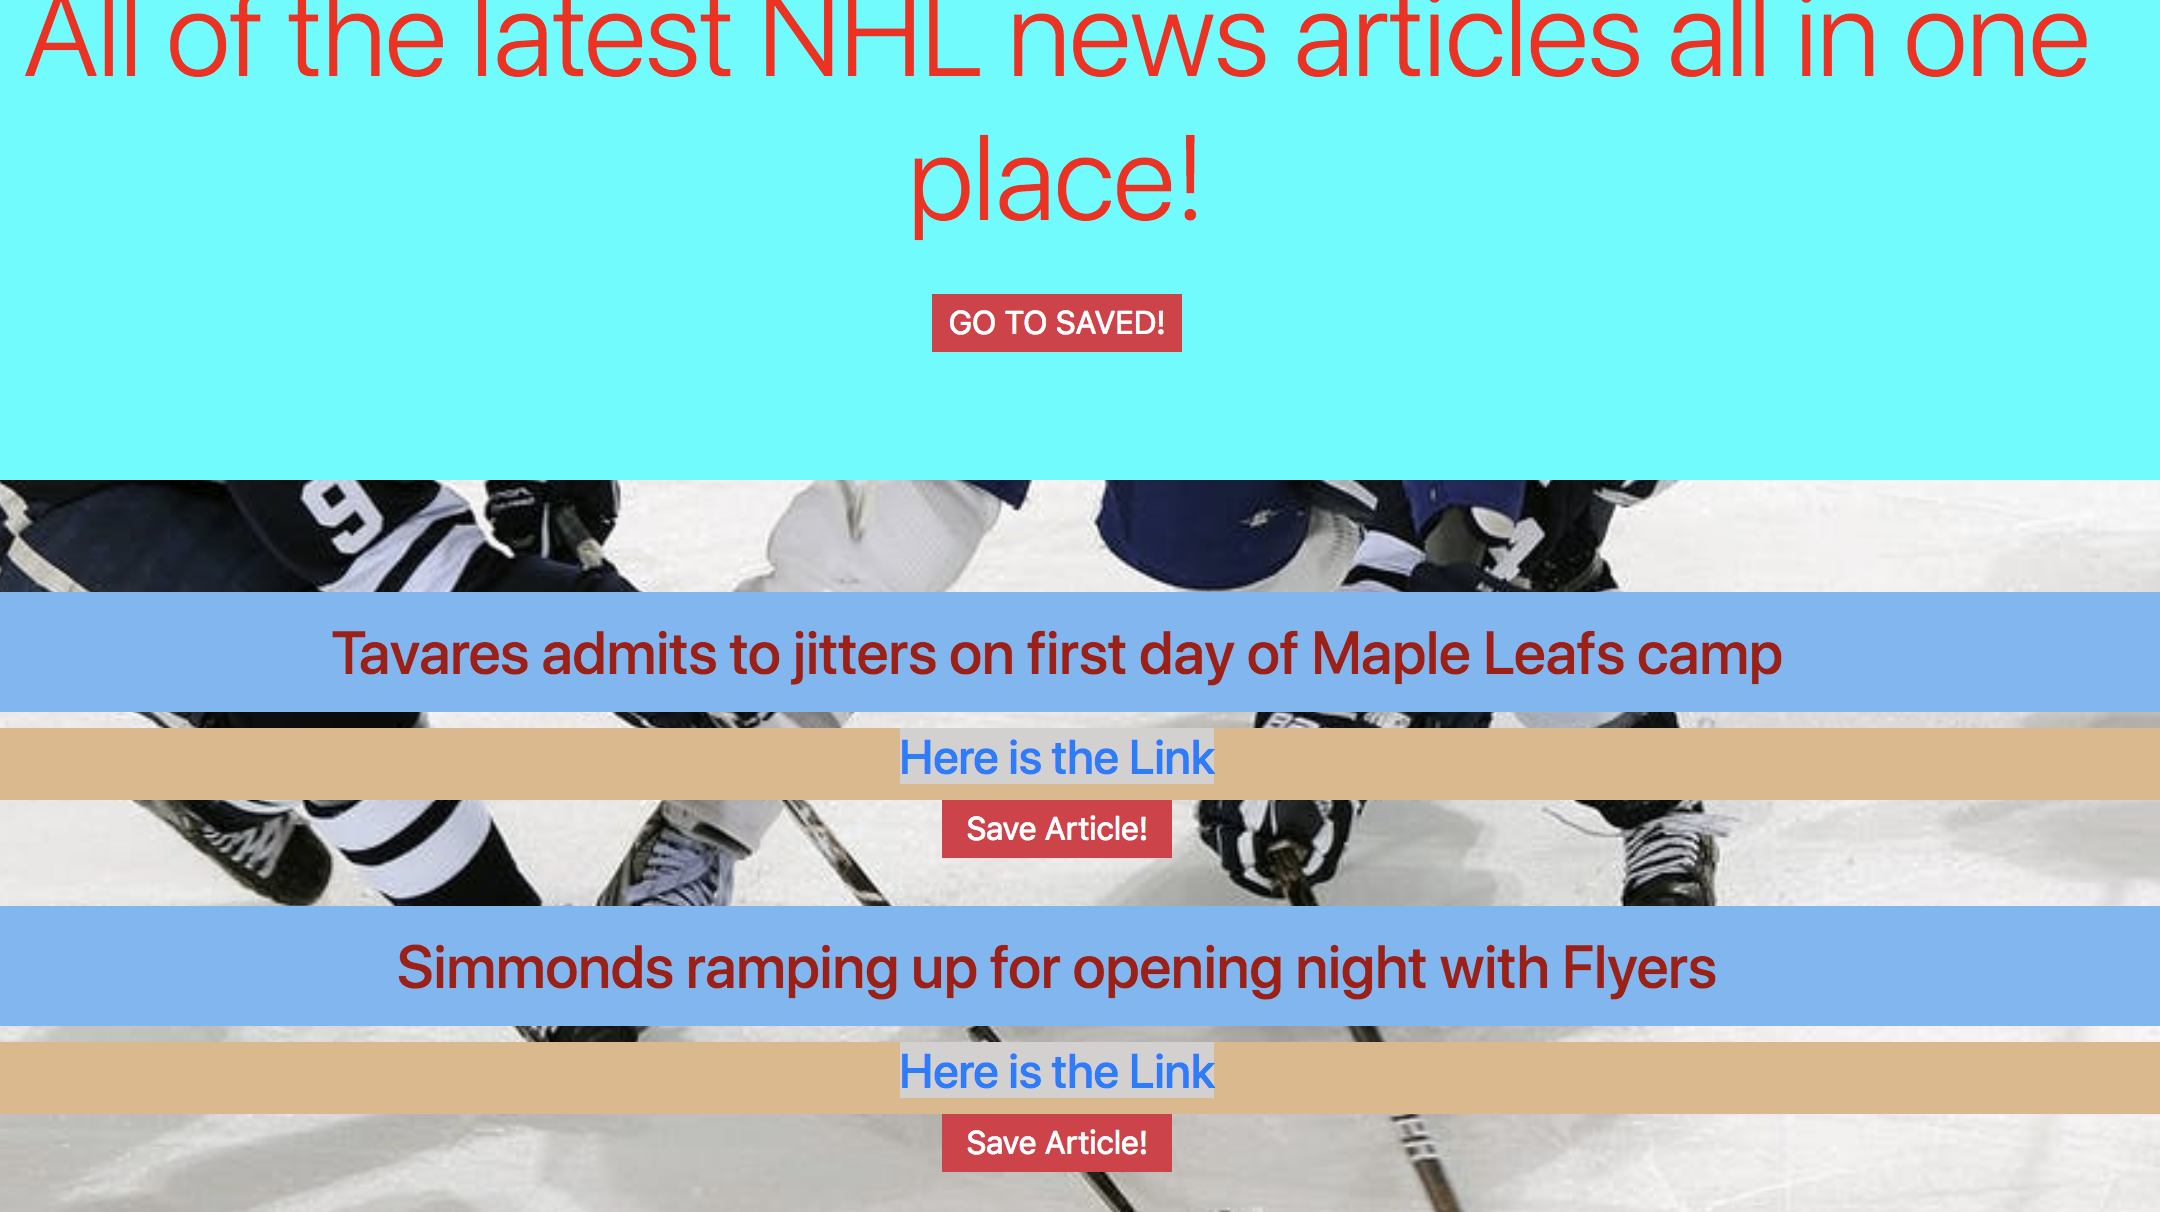 All of the latest NHL news articles all in one
place!
GO TO SAVED!
9
Tavares admits to jitters on first day of Maple Leafs camp
Here is the Link
Save Article!
Simmonds ramping up for opening night with Flyers
Here is the Link
Save Article!